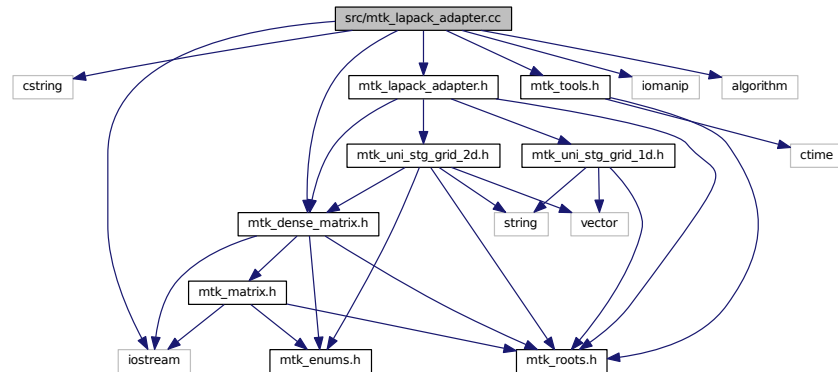 src/mtk_lapack_adapter.cc
cstring
mtk_lapack_adapter.h
mtk_tools.h
iomanip
algorithm
mtk_uni_stg_grid_2d.h
mtk_uni_stg_grid_1d.h
ctime
mtk_dense_matrix.h
string
vector
mtk_matrix.h
iostream
mtk_enums.h
mtk_roots.h